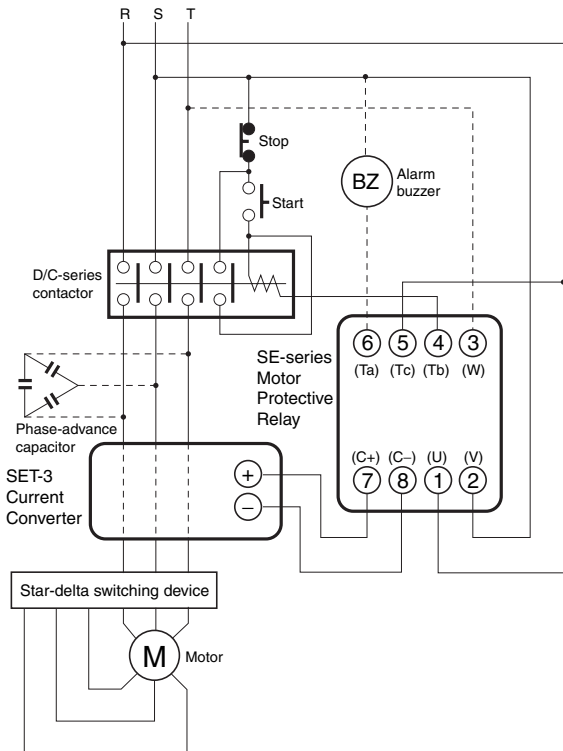 R S T
Stop
Start
BZ
Alarm
buzzer
D/C-series
contactor
SE-series
Motor
Protective
Relay
6 5 4 3
(Ta) (Tc) (Tb) (W)
Phase-advance
capacitor
SET-3
Current
Converter
+
−
(C+) (C−) (U) (V)
7 8 1 2
Star-delta switching device
M
Motor